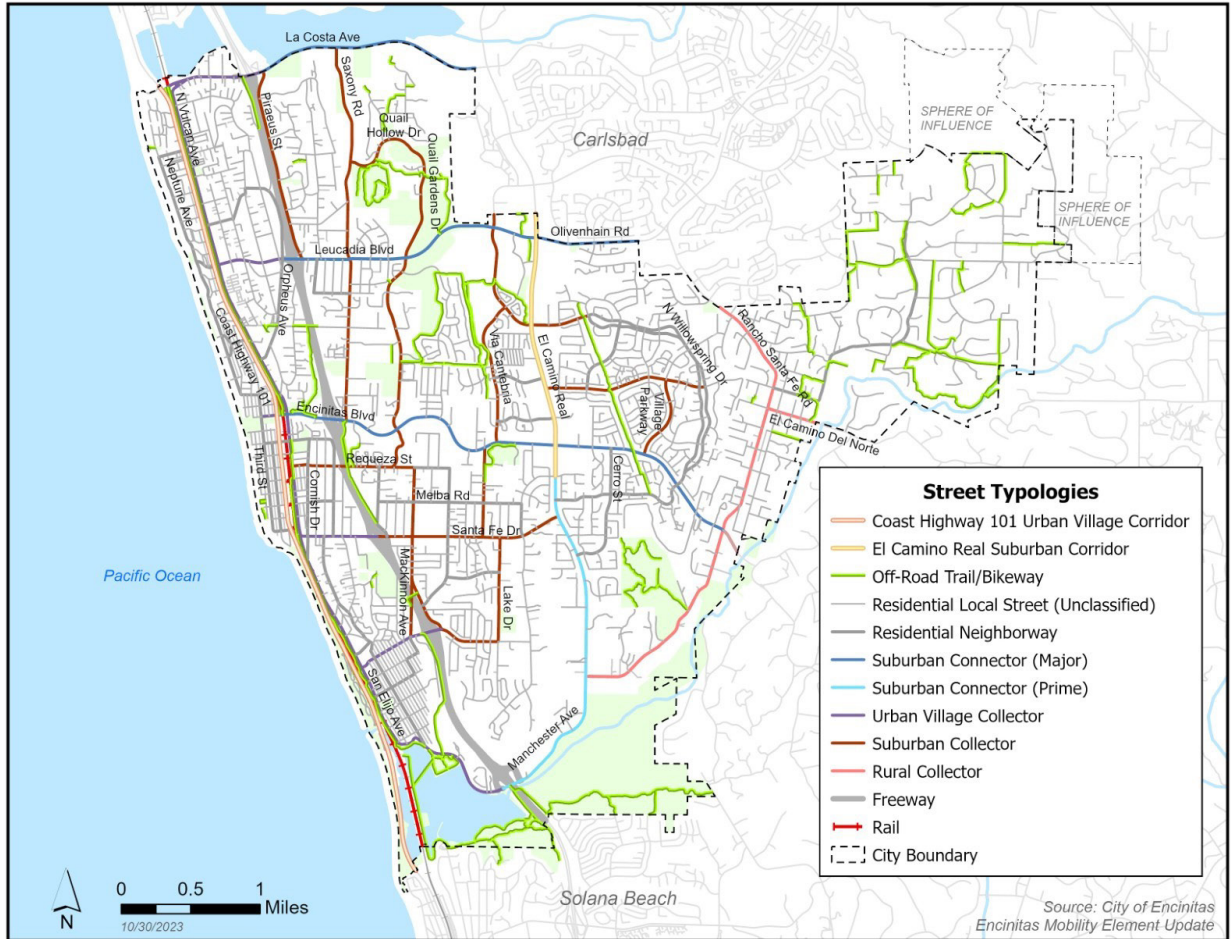 La Costa Ave
Saxony Rd
Piraeus St
N Vulcan Ave
Neptune Ave
Quail
Hollow Dr
Quail Gardens Dr
Carlsbad
SPHERE OF
INFLUENCE
SPHERE OF
INFLUENCE
Leucadia Blvd
Olivenhain Rd
Orpheus Ave
Coast Highway 101
Via Cantebria
El Camino Real
N Willowspring Dr
Rancho Santa Fe Rd
Village
Parkway
El Camino Del Norte
Encinitas Blvd
Third St
Requeza St
Cornish Dr
Melba Rd
Cerro St
Santa Fe Dr
MacKinnon Ave
Lake Dr
Pacific Ocean
San Elijo Ave
Manchester Ave
Solana Beach
Street Typologies
Coast Highway 101 Urban Village Corridor
El Camino Real Suburban Corridor
Off-Road Trail/Bikeway
Residential Local Street (Unclassified)
Residential Neighborway
Suburban Connector (Major)
Suburban Connector (Prime)
Urban Village Collector
Suburban Collector
Rural Collector
Freeway
Rail
City Boundary
N
0 0.5 1
Miles
10/30/2023
Source: City of Encinitas
Encinitas Mobility Element Update